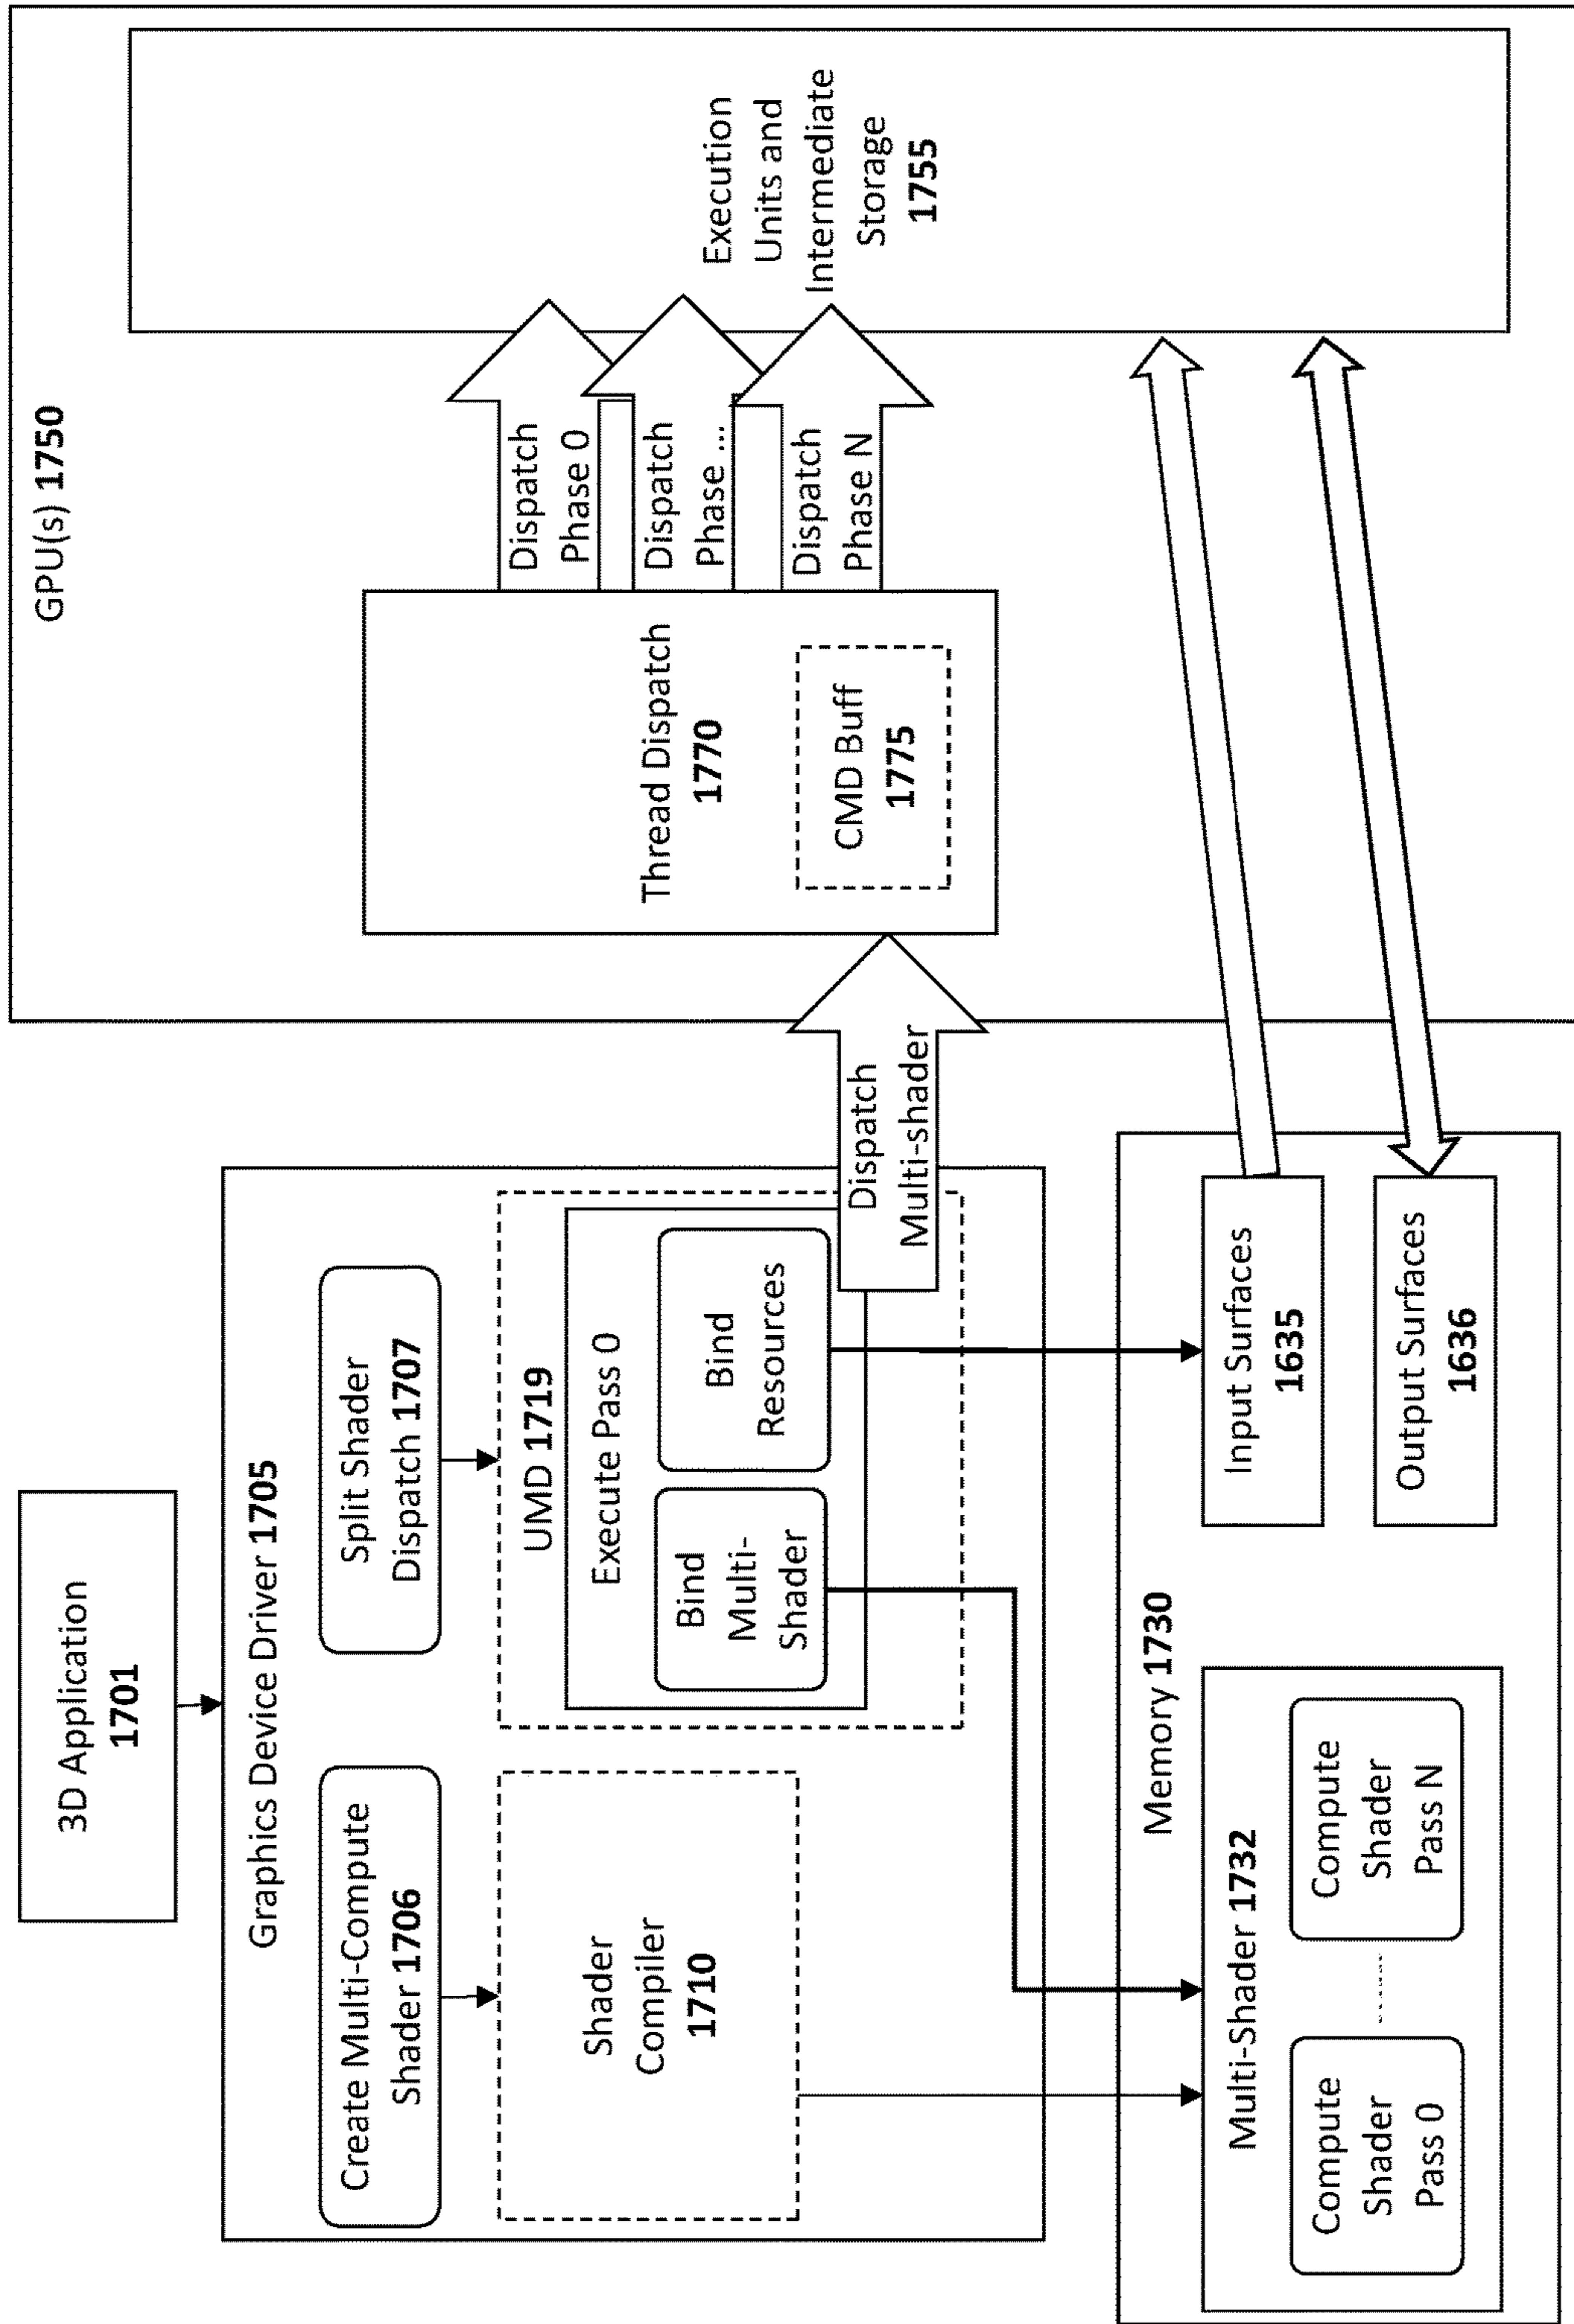 3D Application
1701
Graphics Device Driver 1705
Create Multi-Compute
Shader 1706
Split Shader
Dispatch 1707
Shader
Compiler
1710
UMD 1719
Execute Pass 0
Bind
Multi-
Shader
Bind
Resources
Dispatch
Multi-shader
Memory 1730
Multi-Shader 1732
Compute
Shader
Pass 0
Compute
Shader
Pass N
Input Surfaces
1635
Output Surfaces
1636
GPU(s) 1750
Thread Dispatch
1770
CMD Buff
1775
Dispatch
Phase 0
Dispatch
Phase ...
Dispatch
Phase N
Execution
Units and
Intermediate
Storage
1755